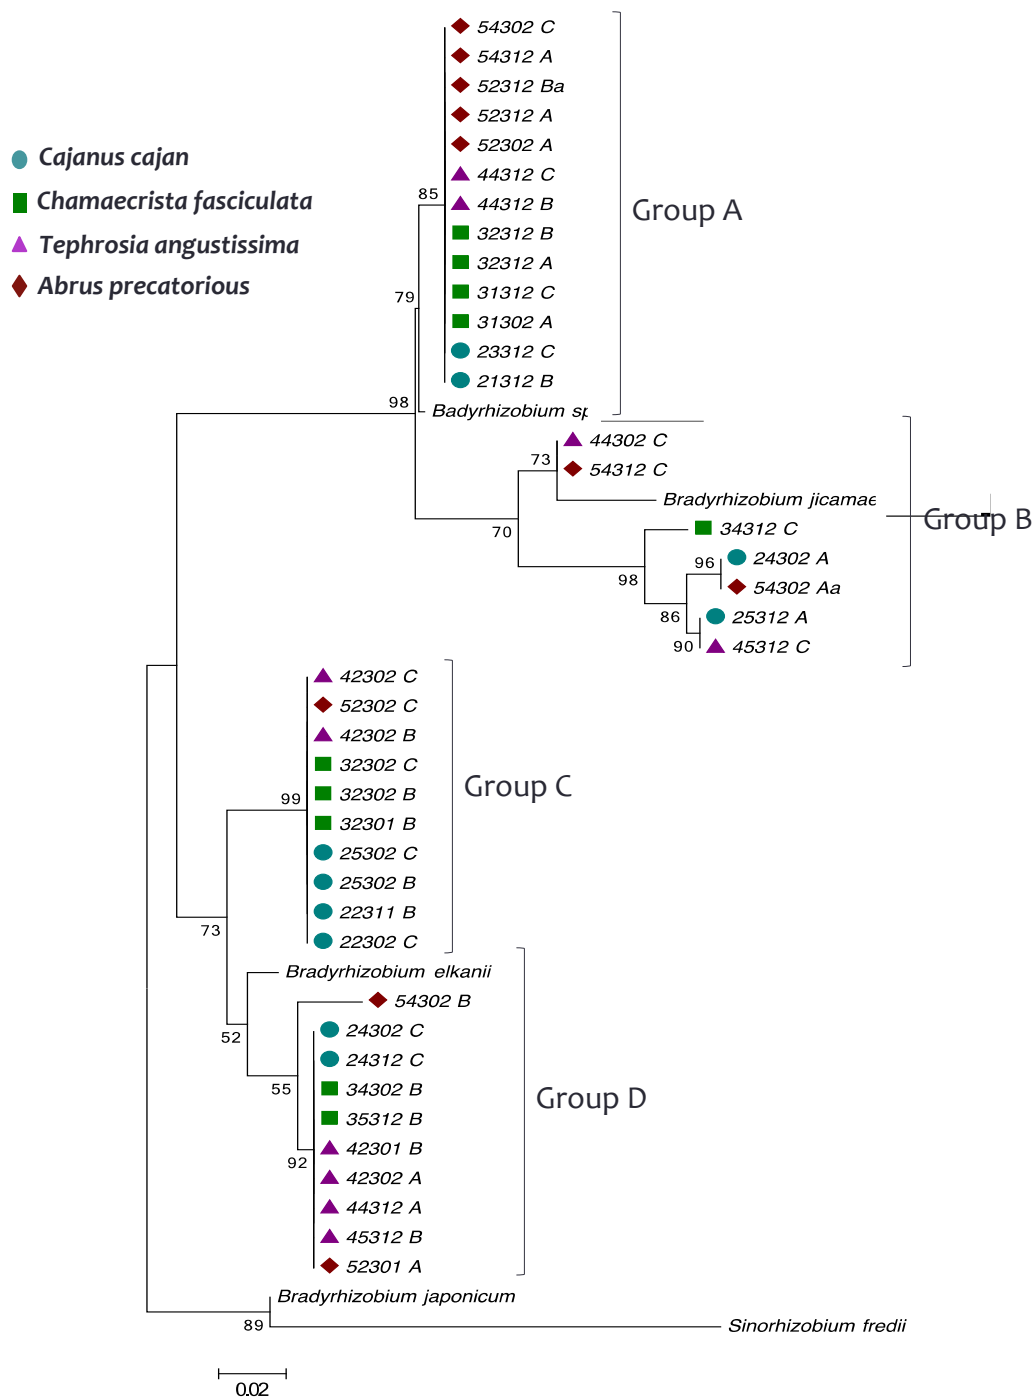 Cajanus cajan
Chamaecrista fasciculata
Tephrosia angustissima
Abrus precatorious
54302 C
54312 A
52312 Ba
52312 A
52302 A
44312 C
85
44312 B
Group A
32312 B
32312 A
31312 C
79
31302 A
23312 C
21312 B
98
Badyrhizobium sp
44302 C
73
54312 C
Bradyrhizobium jicamae
Group B
70
34312 C
24302 A
96
98
54302 Aa
86
25312 A
90
45312 C
42302 C
52302 C
42302 B
32302 C
Group C
99
32302 B
32301 B
25302 C
25302 B
22311 B
73
22302 C
Bradyrhizobium elkanii
54302 B
52
24302 C
24312 C
55
34302 B
Group D
35312 B
42301 B
92
42302 A
44312 A
45312 B
52301 A
Bradyrhizobium japonicum
89
Sinorhizobium fredii
0.02